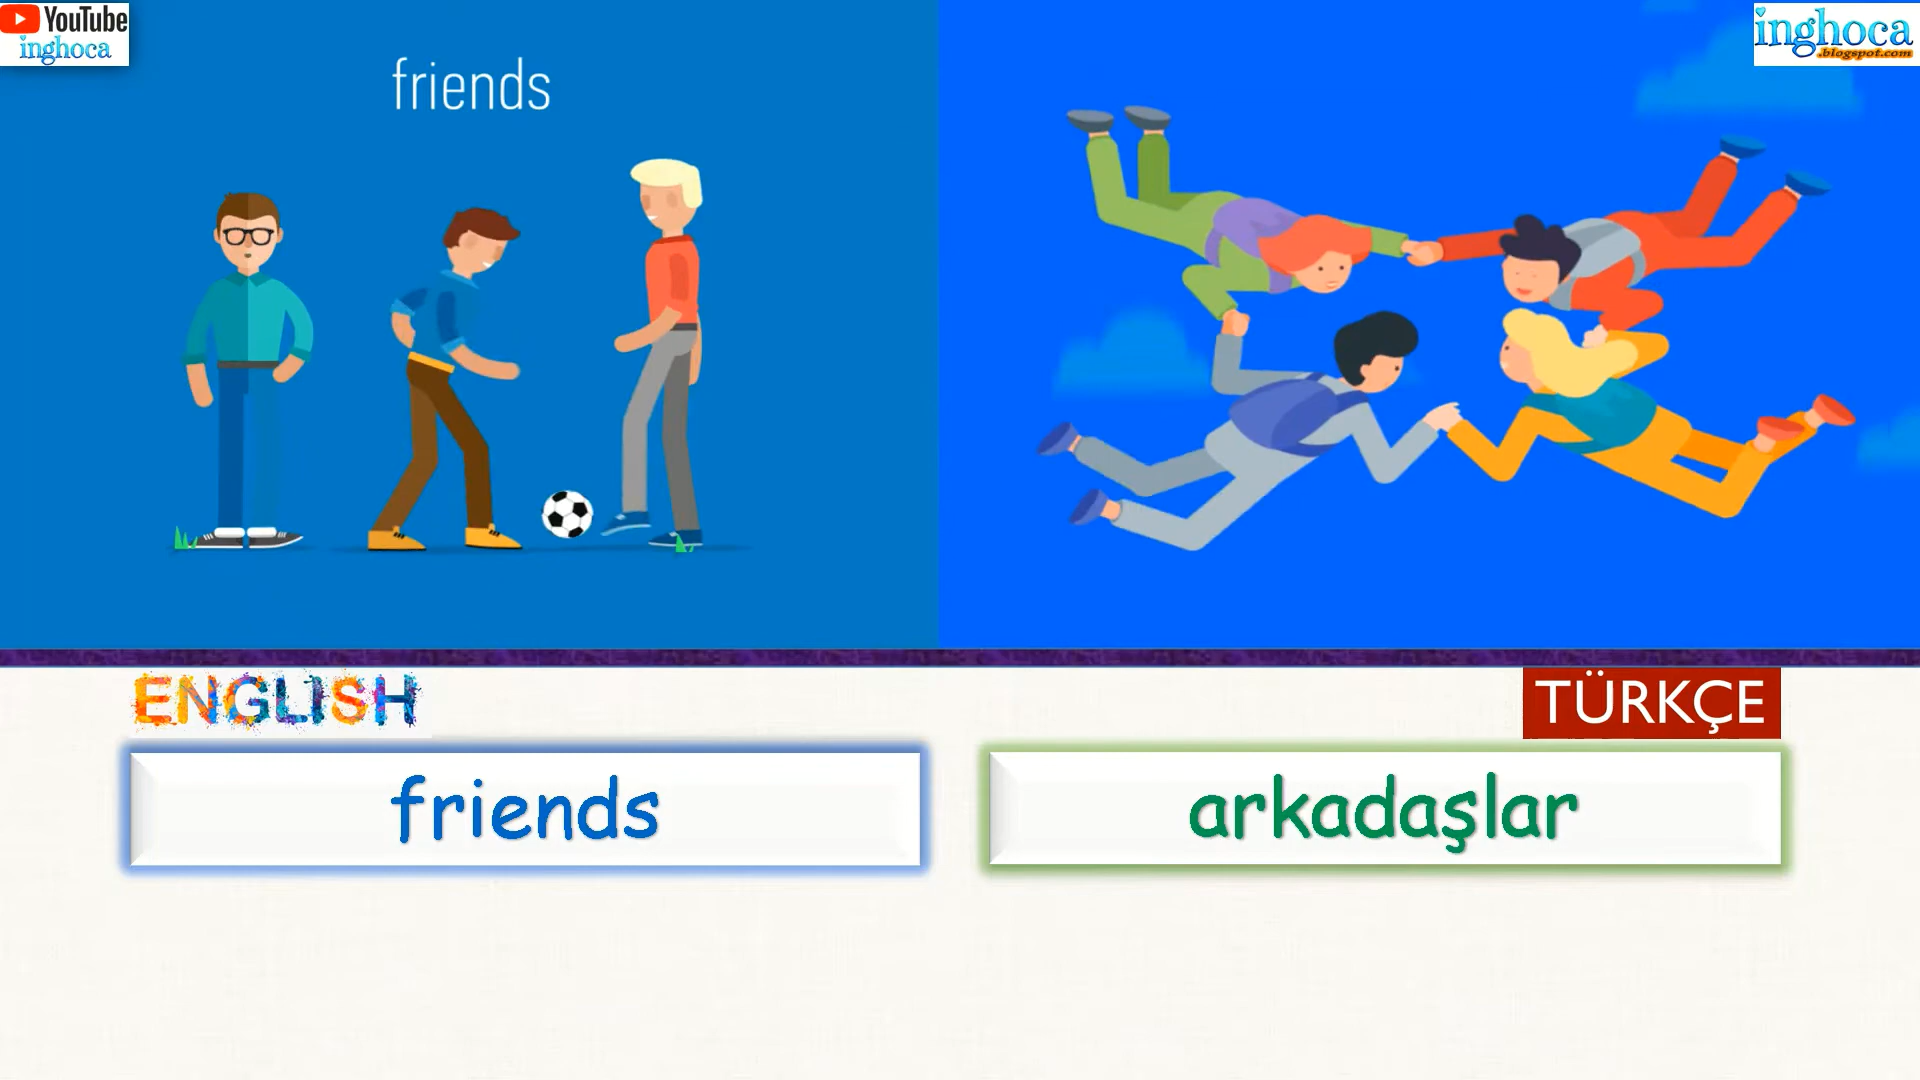 YouTube
inghoca
inghoca
.blogspot.com
friends
ENGLISH
TÜRKÇE
friends
arkadaşlar